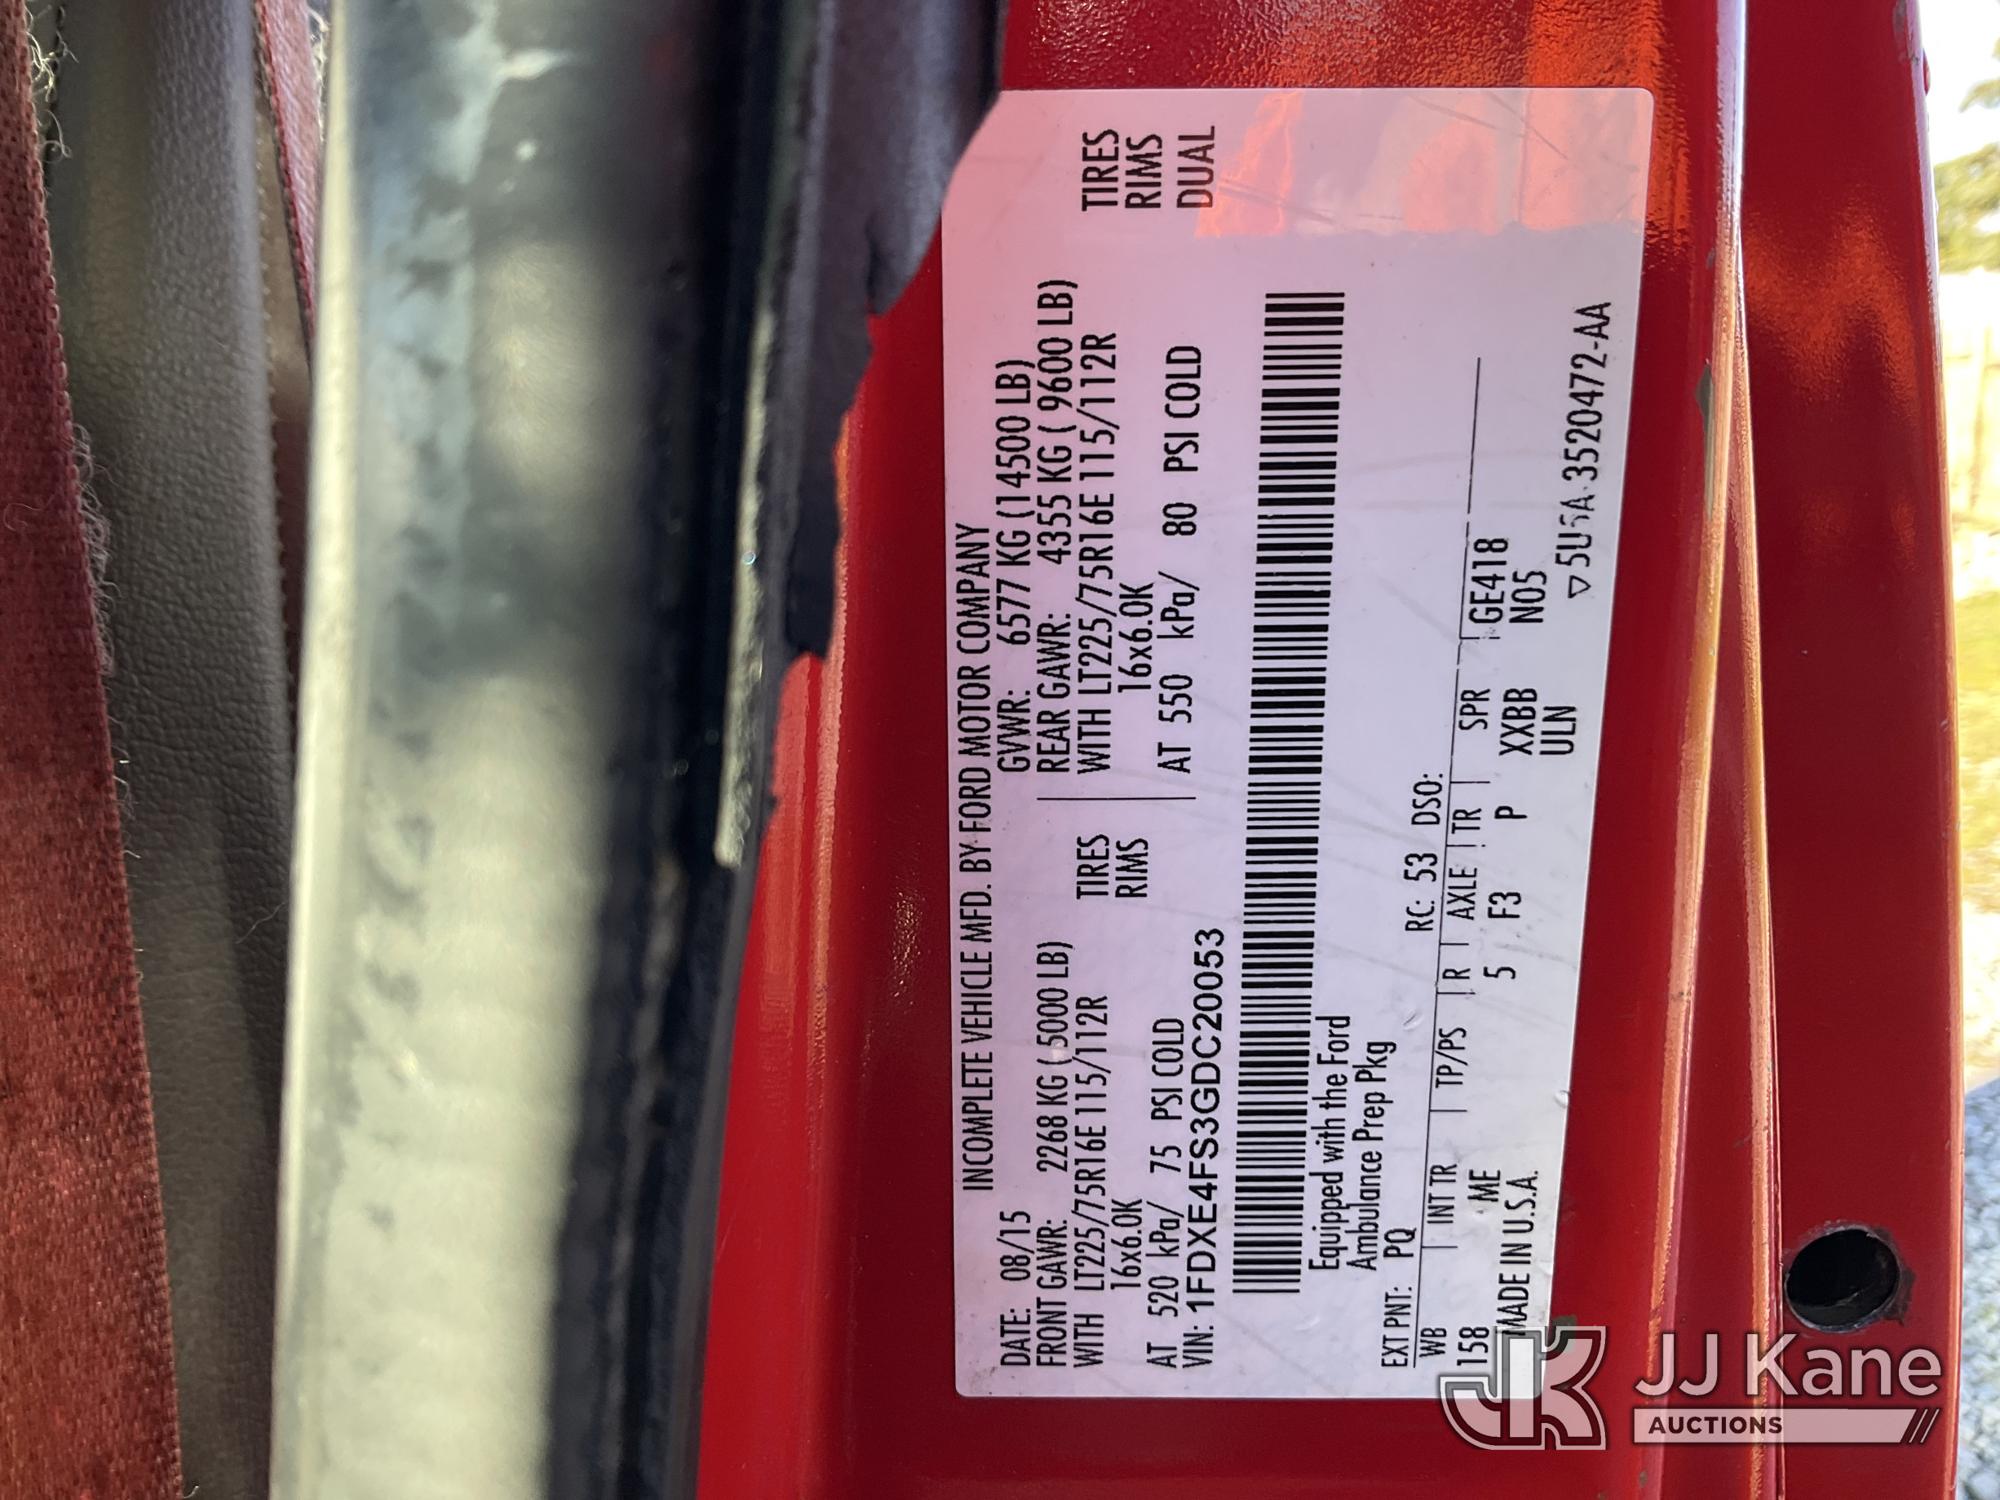 INCOMPLETE VEHICLE MFD. BY FORD MOTOR COMPANY
DATE: 08/15 GVWR: 6577 KG (14500 LB)
FRONT GAWR: 2268 KG ( 5000 LB) REAR GAWR: 4355 KG ( 9600 LB)
WITH LT225/75R16E 115/112R TIRES WITH LT225/75R16E 115/112R TIRES
16x6.0K RIMS 16x6.0K RIMS
AT 520 kPa/ 75 PSI COLD AT 550 kPa/ 80 PSI COLD DUAL
VIN: 1FDXE4FS3GDC20053
Equipped with the Ford
Ambulance Prep Pkg
EXT PNT: PQ RC: 53 DSO:
WB INT TR TP/PS R AXLE TR SPR GE418
158 ME 5 F3 P XXBB N05
MADE IN U.S.A. ULN
3520472-AA
JJ Kane
AUCTIONS